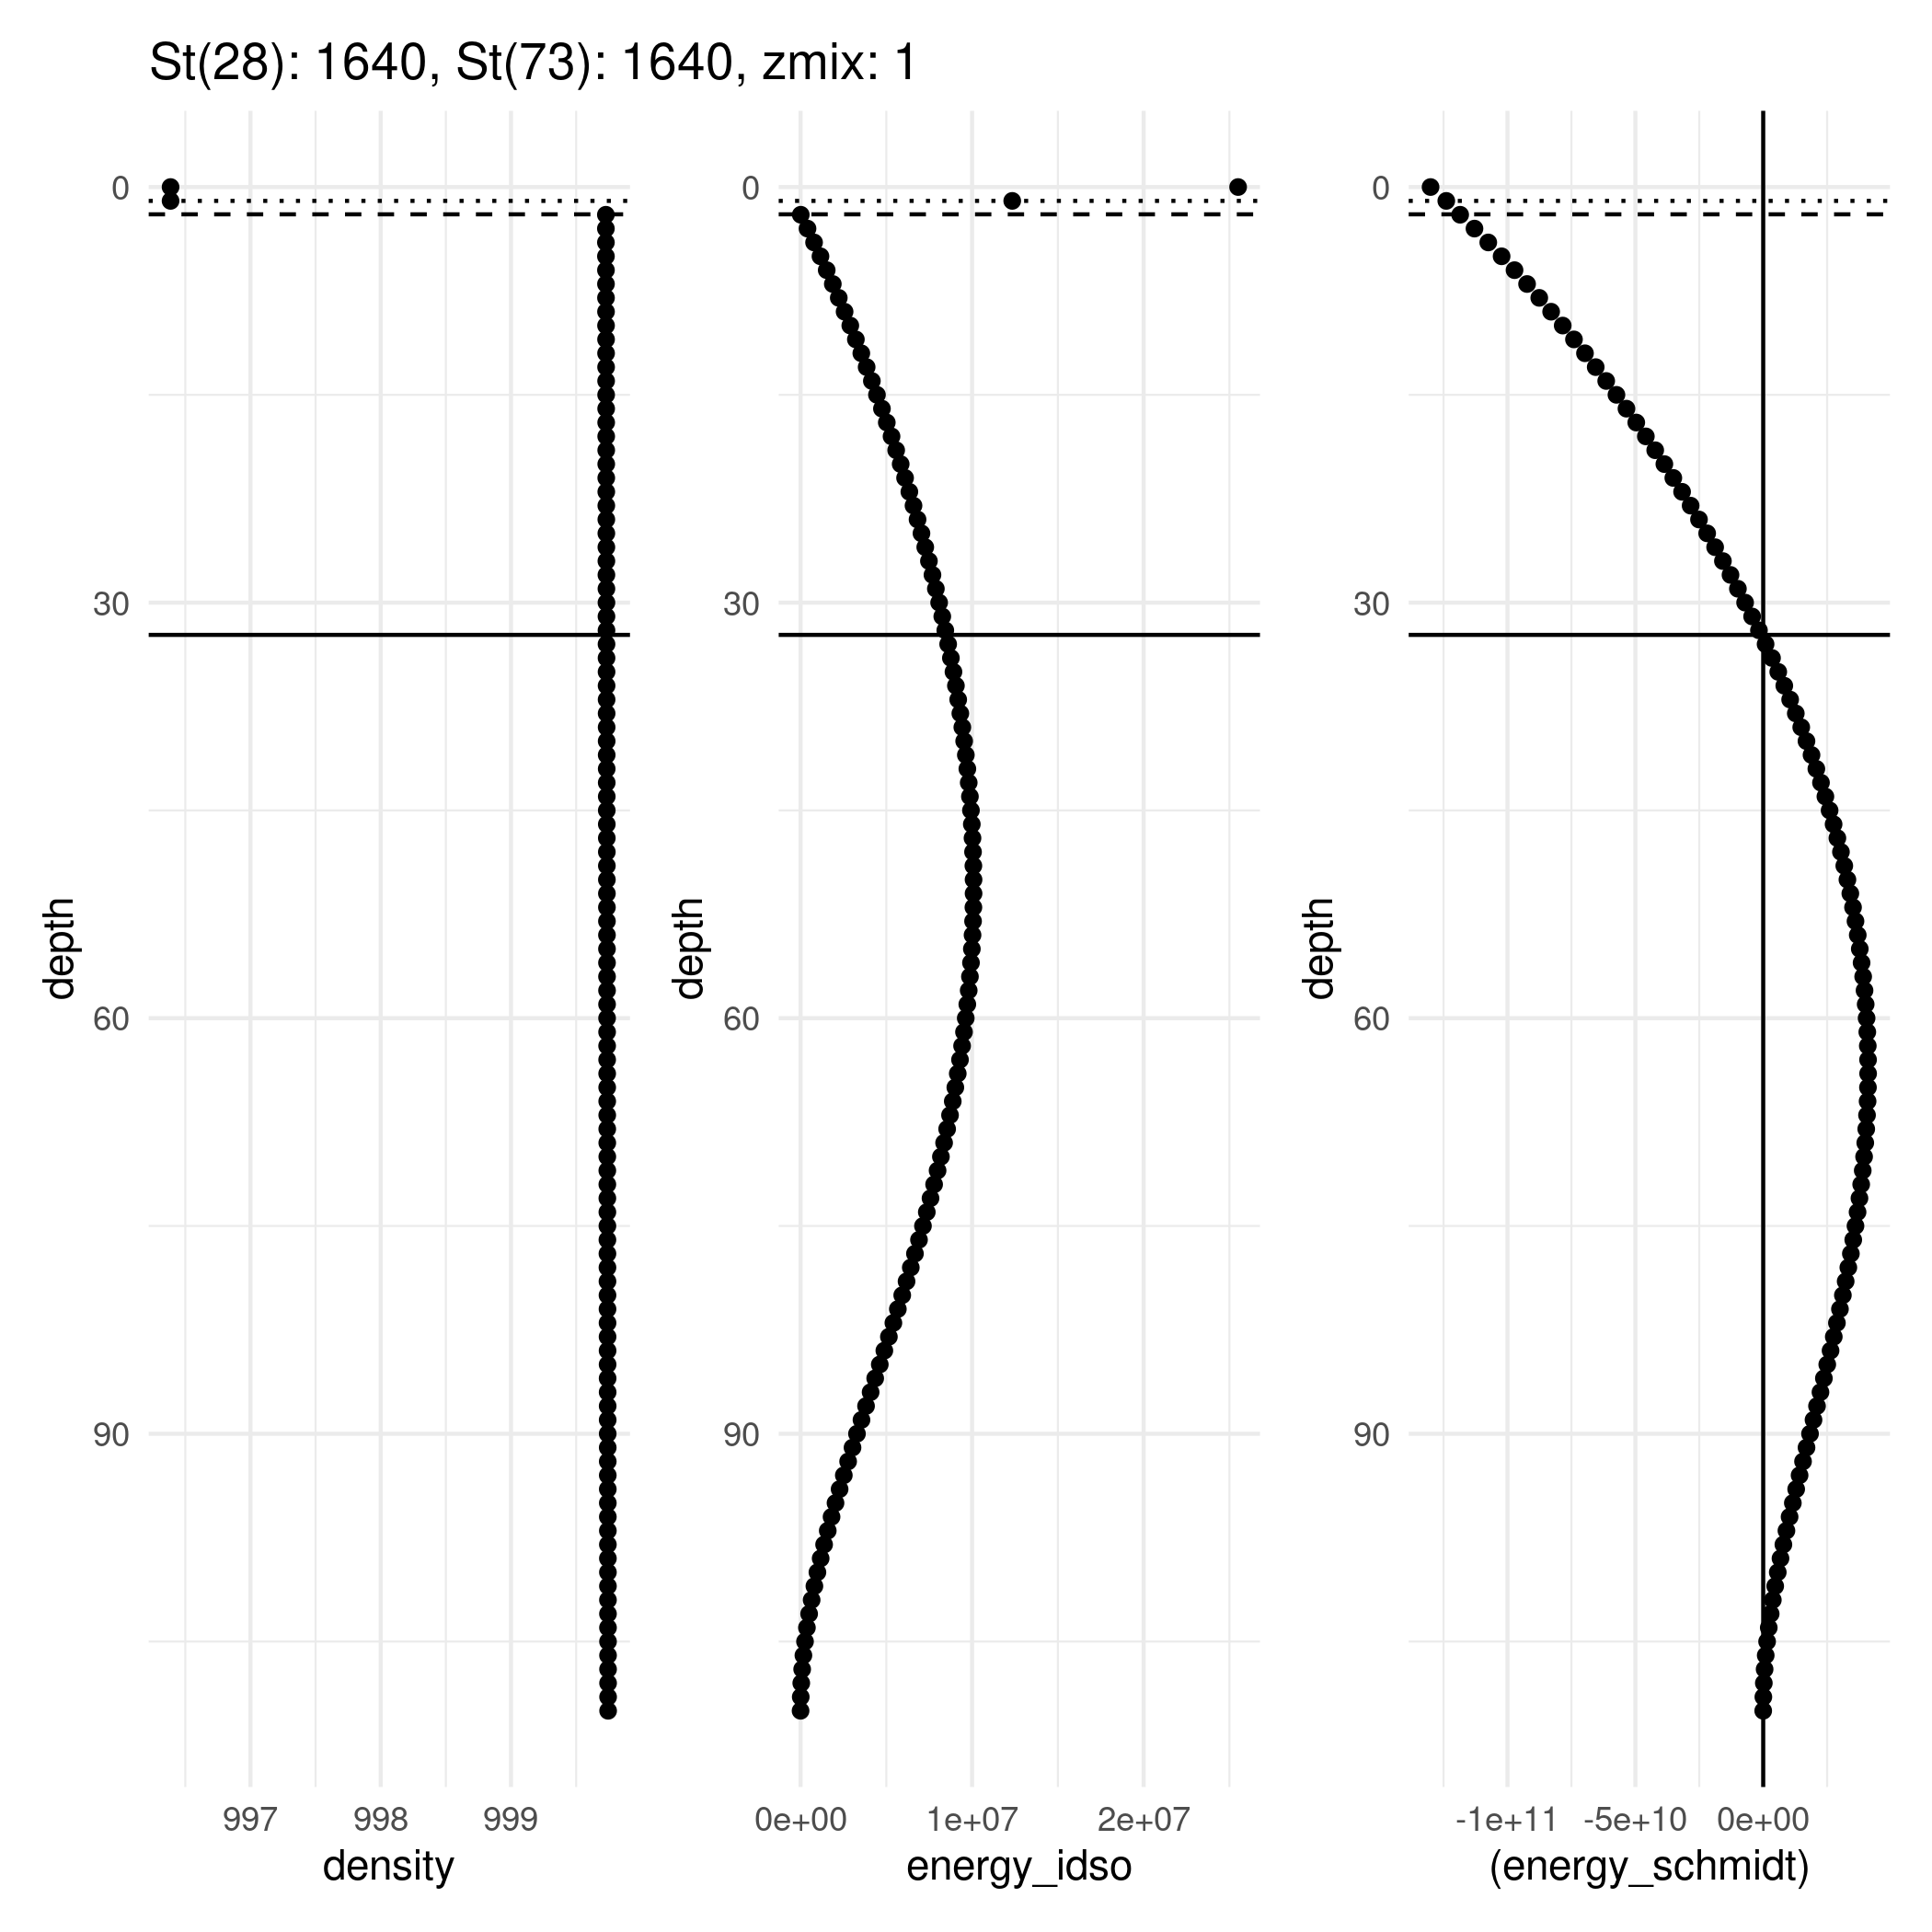 St(28): 1640, St(73): 1640, zmix: 1
0
30
60
90
depth
997 998 999
density
0
30
60
90
depth
0e+00 1e+07 2e+07
energy_idso
0
30
60
90
depth
-1e+11 -5e+10 0e+00
(energy_schmidt)